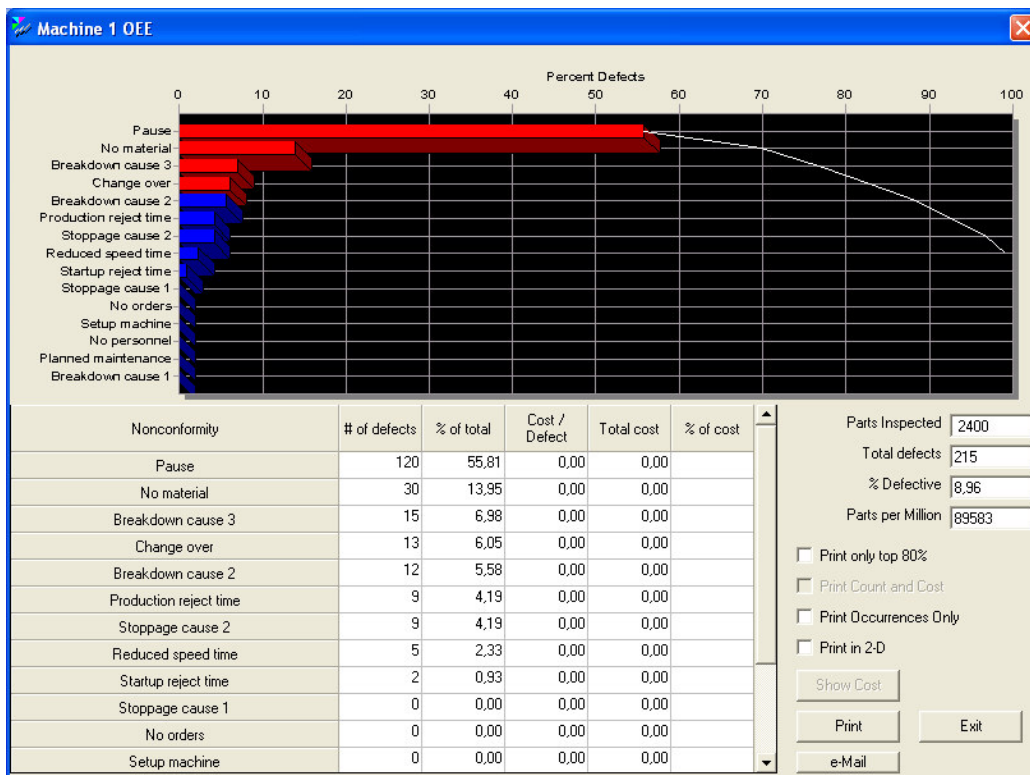 Machine 1 OEE
Percent Defects
0 10 20 30 40 50 60 70 80 90 100
Pause
No material
Breakdown cause 3
Change over
Breakdown cause 2
Production reject time
Stoppage cause 2
Reduced speed time
Startup reject time
Stoppage cause 1
No orders
Setup machine
No personnel
Planned maintenance
Breakdown cause 1
Nonconformity # of defects % of total Cost / Defect Total cost % of cost
Pause 120 55,81 0,00 0,00
No material 30 13,95 0,00 0,00
Breakdown cause 3 15 6,98 0,00 0,00
Change over 13 6,05 0,00 0,00
Breakdown cause 2 12 5,58 0,00 0,00
Production reject time 9 4,19 0,00 0,00
Stoppage cause 2 9 4,19 0,00 0,00
Reduced speed time 5 2,33 0,00 0,00
Startup reject time 2 0,93 0,00 0,00
Stoppage cause 1 0 0,00 0,00 0,00
No orders 0 0,00 0,00 0,00
Setup machine 0 0,00 0,00 0,00
Parts Inspected 2400
Total defects 215
% Defective 8,96
Parts per Million 89583
Print only top 80%
Print Count and Cost
Print Occurrences Only
Print in 2-D
Show Cost
Print Exit
e-Mail